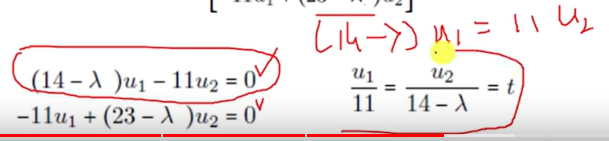 (14 → λ) u₁ = 11 u₂
(14 − λ )u₁ − 11u₂ = 0
−11u₁ + (23 − λ )u₂ = 0
u₁/11 = u₂/(14 − λ) = t